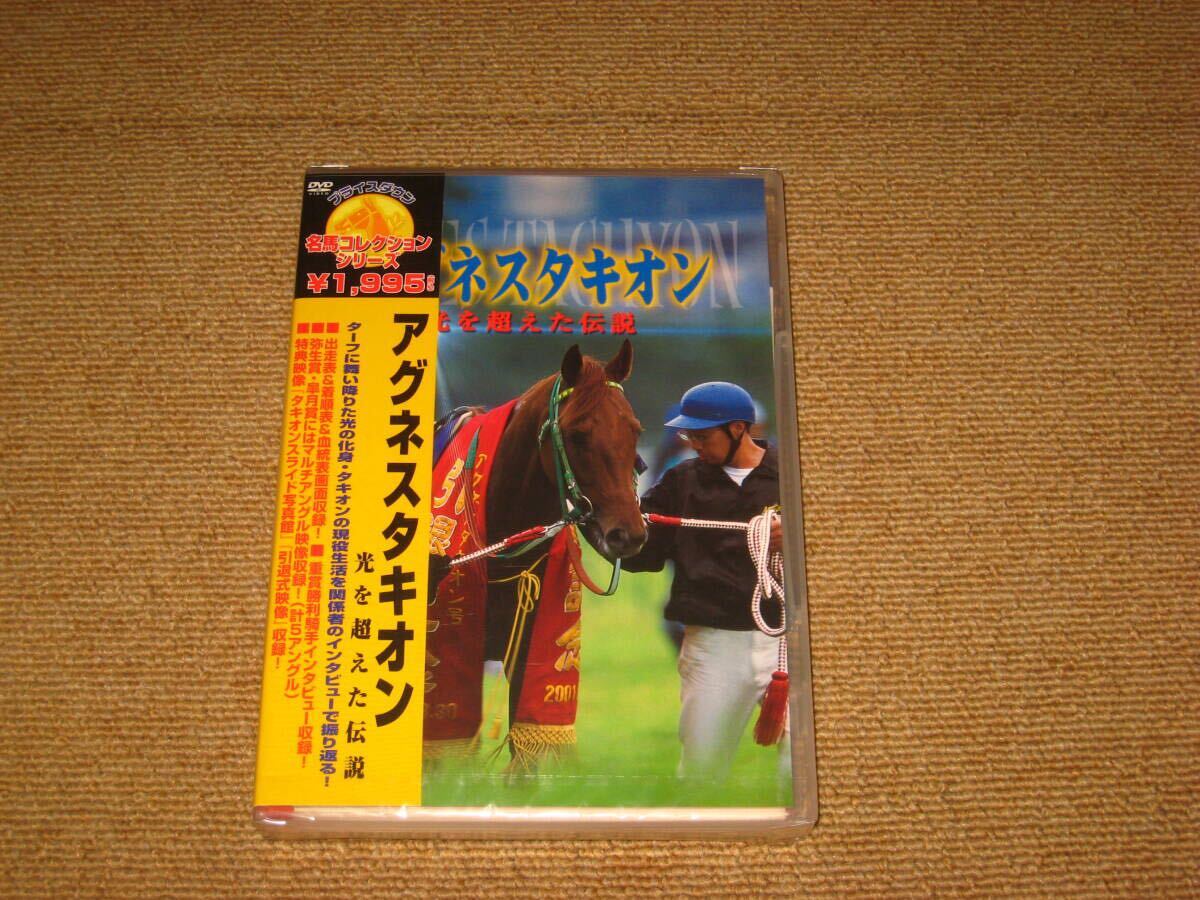 DVD
VIDEO
プライスダウン
名馬コレクション
シリーズ
¥1,995
アグネスタキオン
光を超えた伝説
ターフに舞い降りた光の化身・タキオンの現役生活を関係者のインタビューで振り返る!
■出走表&着順表&血統表画面収録! ■重賞勝利騎手インタビュー収録!
■弥生賞・皐月賞にはマルチアングル映像収録!(計5アングル)
■特典映像「タキオンスライド写真館」「引退式映像」収録!
TACHYON
ネスタキオン
光を超えた伝説
2001